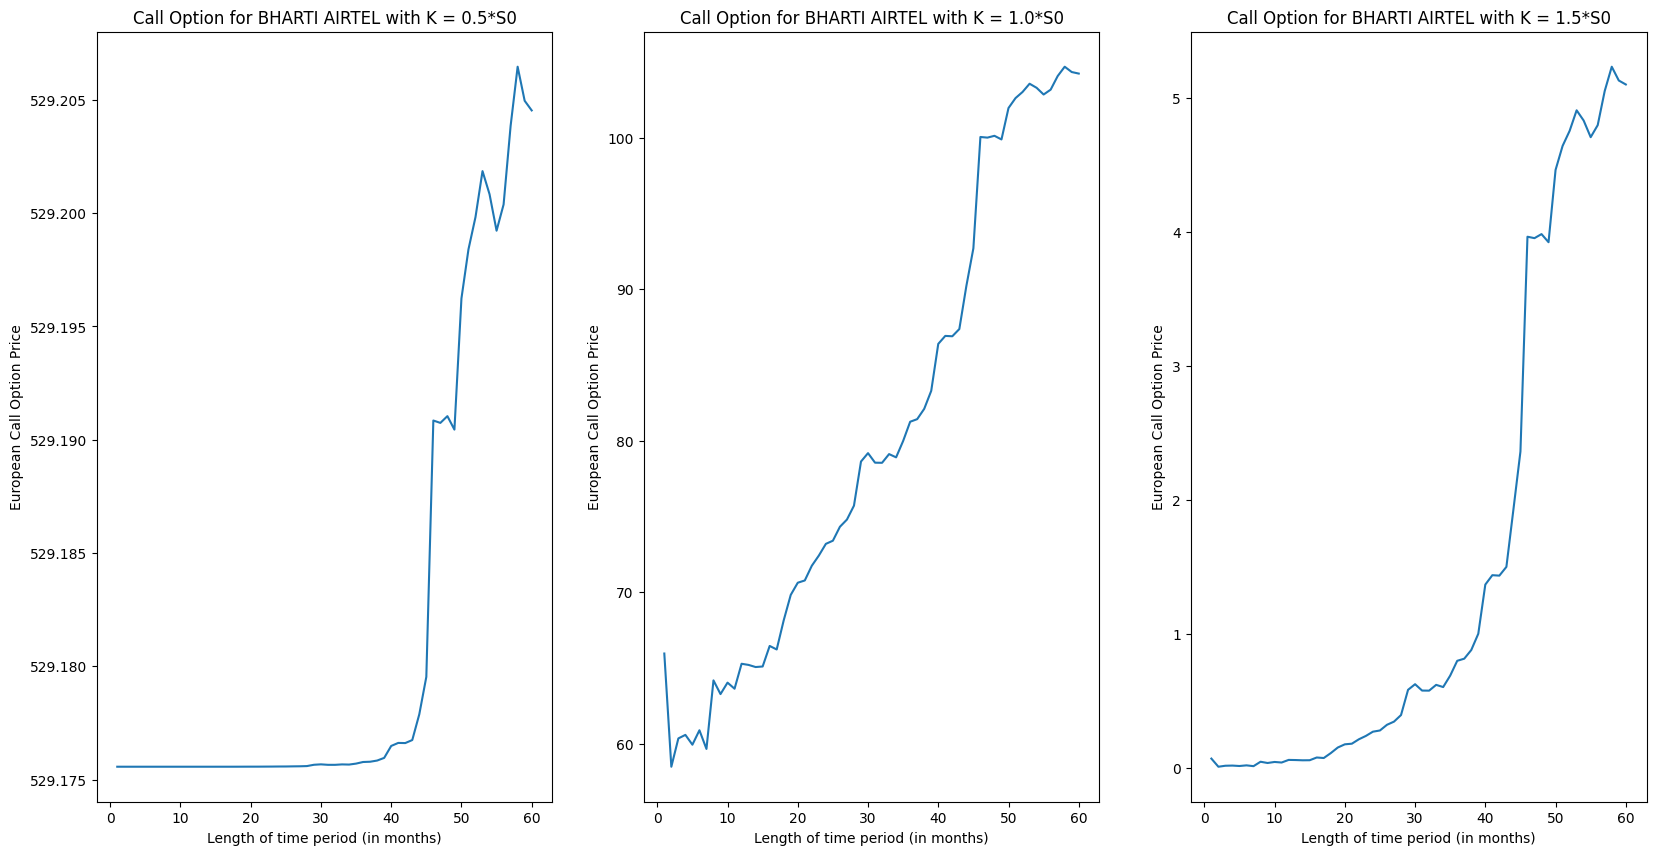 Call Option for BHARTI AIRTEL with K = 0.5*S0
European Call Option Price
529.205
529.200
529.195
529.190
529.185
529.180
529.175
0 10 20 30 40 50 60
Length of time period (in months)
Call Option for BHARTI AIRTEL with K = 1.0*S0
European Call Option Price
100
90
80
70
60
0 10 20 30 40 50 60
Length of time period (in months)
Call Option for BHARTI AIRTEL with K = 1.5*S0
European Call Option Price
5
4
3
2
1
0
0 10 20 30 40 50 60
Length of time period (in months)